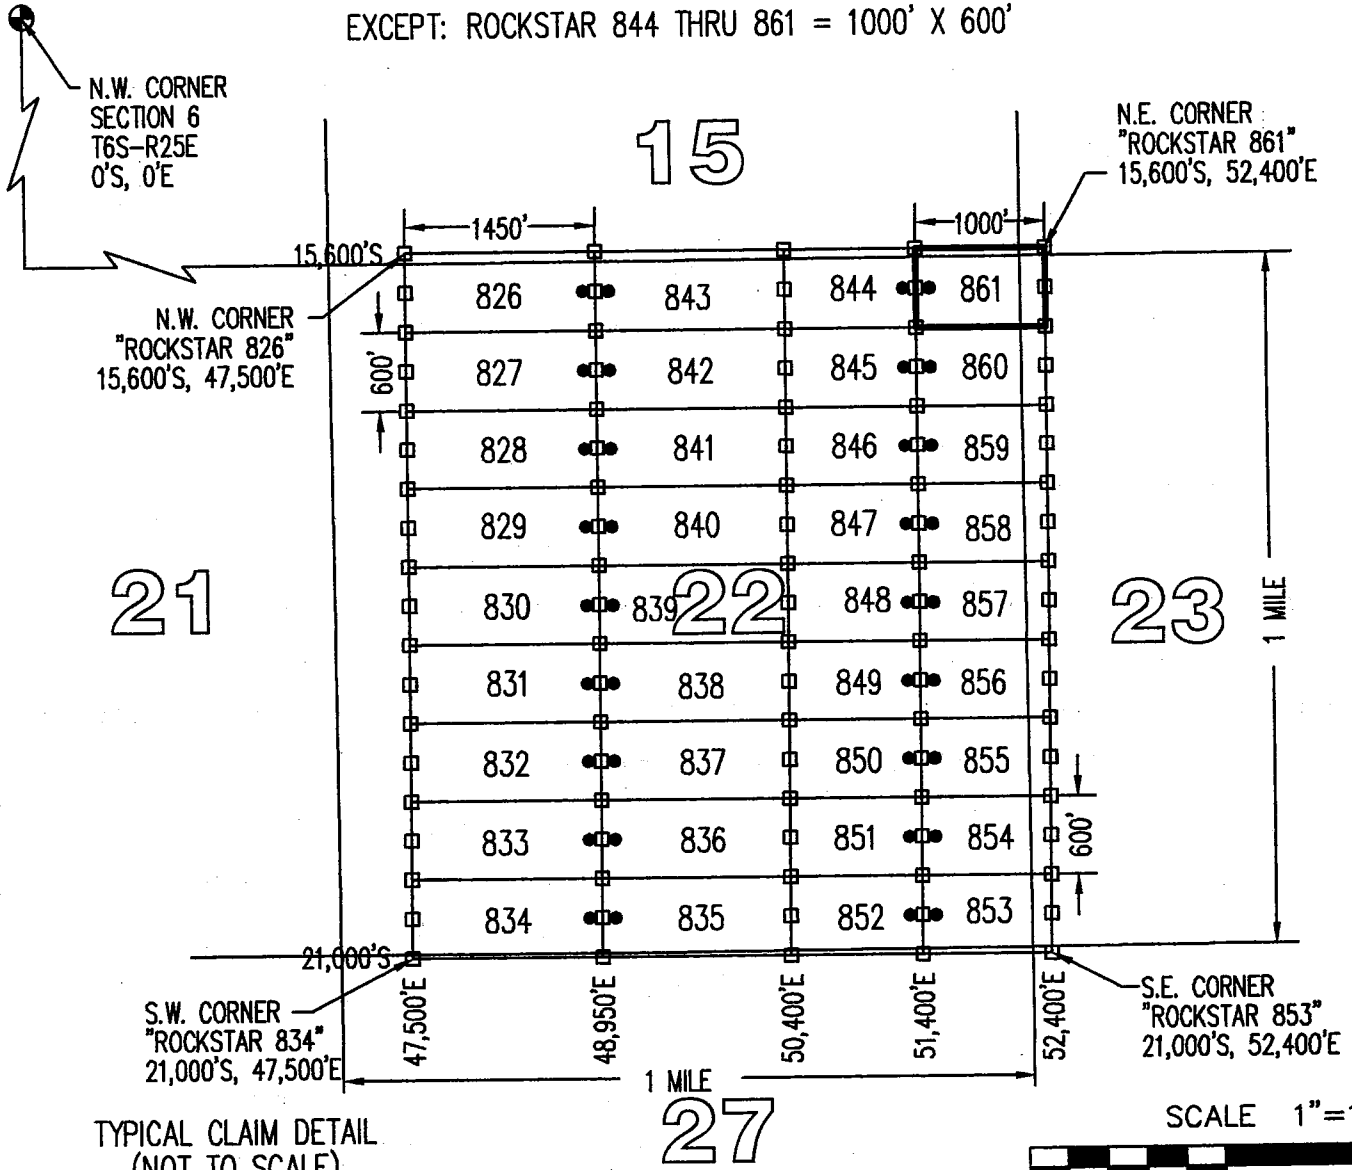 EXCEPT: ROCKSTAR 844 THRU 861 = 1000' X 600'
N.W. CORNER
SECTION 6
T6S-R25E
0'S, 0'E
15
N.E. CORNER
"ROCKSTAR 861"
15,600'S, 52,400'E
1450'
1000'
15,600'S
N.W. CORNER
"ROCKSTAR 826"
15,600'S, 47,500'E
600'
826 843 844 861
827 842 845 860
828 841 846 859
829 840 847 858
830 839 848 857
831 838 849 856
832 837 850 855
833 836 851 854
834 835 852 853
21
22
23
1 MILE
600'
21,000'S
S.W. CORNER
"ROCKSTAR 834"
21,000'S, 47,500'E
47,500'E
48,950'E
50,400'E
51,400'E
52,400'E
S.E. CORNER
"ROCKSTAR 853"
21,000'S, 52,400'E
1 MILE
27
TYPICAL CLAIM DETAIL
(NOT TO SCALE)
SCALE 1"=